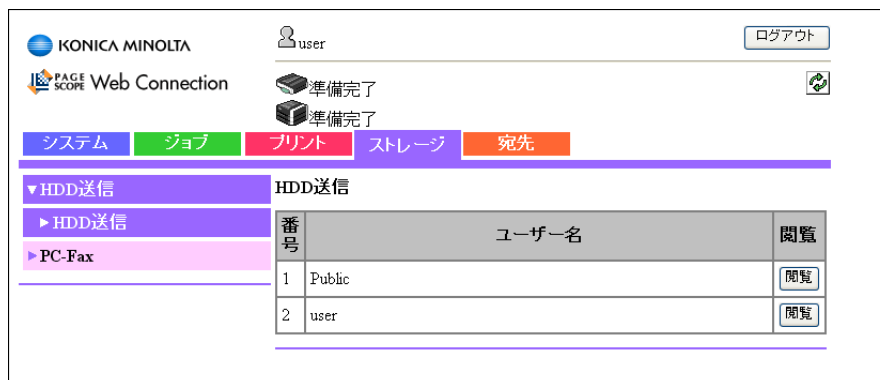 KONICA MINOLTA
user
ログアウト
PAGE SCOPE Web Connection
準備完了
準備完了
システム ジョブ プリント ストレージ 宛先
▼HDD送信
▶HDD送信
▶PC-Fax
HDD送信
番号 ユーザー名 閲覧
1 Public 閲覧
2 user 閲覧